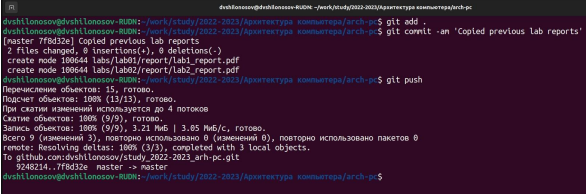 dvshilonosov@dvshilonosov-RUDN: ~/work/study/2022-2023/Архитектура компьютера/arch-pc
dvshilonosov@dvshilonosov-RUDN:~/work/study/2022-2023/Архитектура компьютера/arch-pc$ git add .
dvshilonosov@dvshilonosov-RUDN:~/work/study/2022-2023/Архитектура компьютера/arch-pc$ git commit -am 'Copied previous lab reports'
[master 7f8d32e] Copied previous lab reports
2 files changed, 0 insertions(+), 0 deletions(-)
create mode 100644 labs/lab01/report/lab1_report.pdf
create mode 100644 labs/lab02/report/lab2_report.pdf
dvshilonosov@dvshilonosov-RUDN:~/work/study/2022-2023/Архитектура компьютера/arch-pc$ git push
Перечисление объектов: 15, готово.
Подсчет объектов: 100% (13/13), готово.
При сжатии изменений используется до 4 потоков
Сжатие объектов: 100% (9/9), готово.
Запись объектов: 100% (9/9), 3.21 МиБ | 3.05 МиБ/с, готово.
Всего 9 (изменений 3), повторно использовано 0 (изменений 0), повторно использовано пакетов 0
remote: Resolving deltas: 100% (3/3), completed with 3 local objects.
To github.com:dvshilonosov/study_2022-2023_arh-pc.git
9248214..7f8d32e  master -> master
dvshilonosov@dvshilonosov-RUDN:~/work/study/2022-2023/Архитектура компьютера/arch-pc$